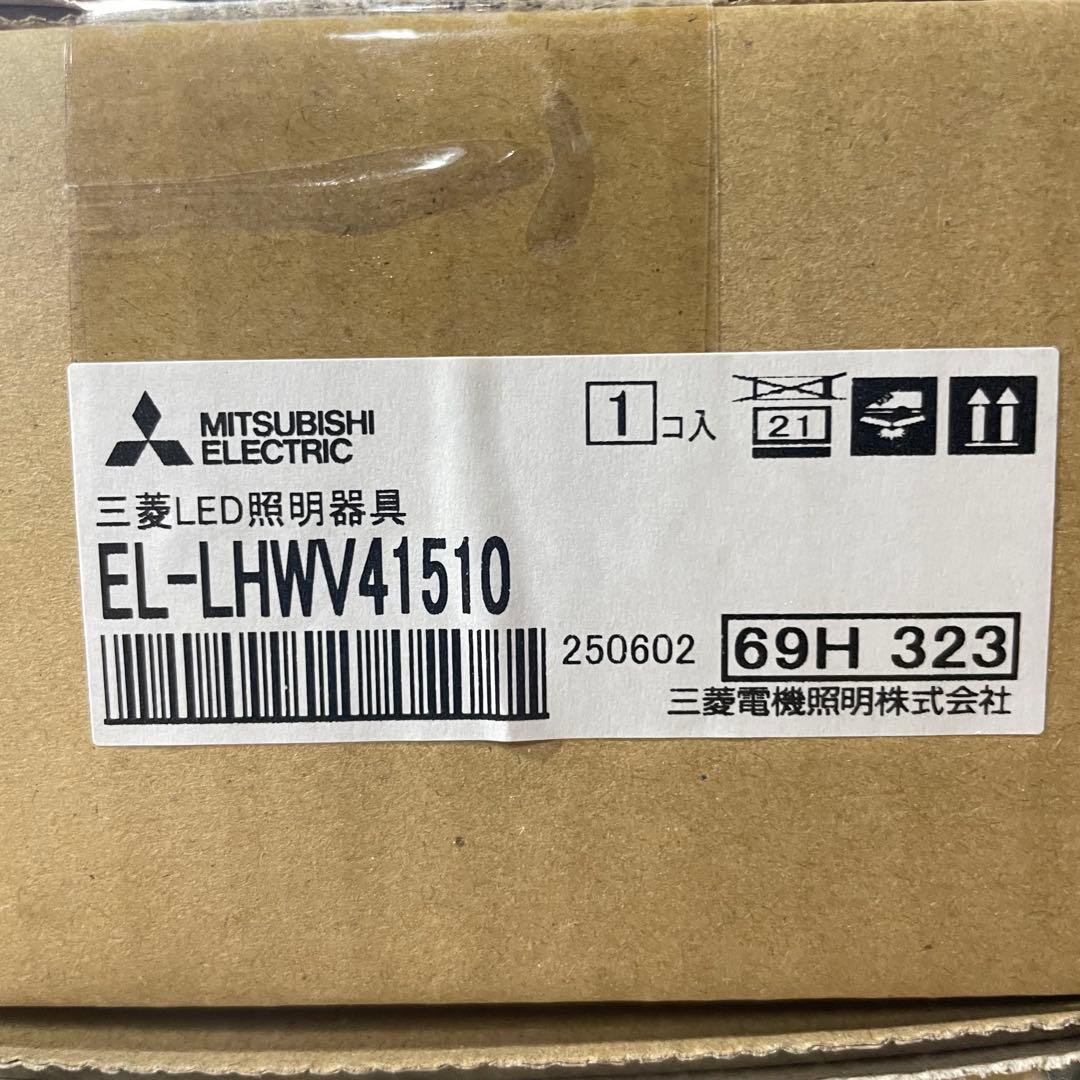 MITSUBISHI
ELECTRIC
1コ入
21
三菱LED照明器具
EL-LHWV41510
250602
69H 323
三菱電機照明株式会社